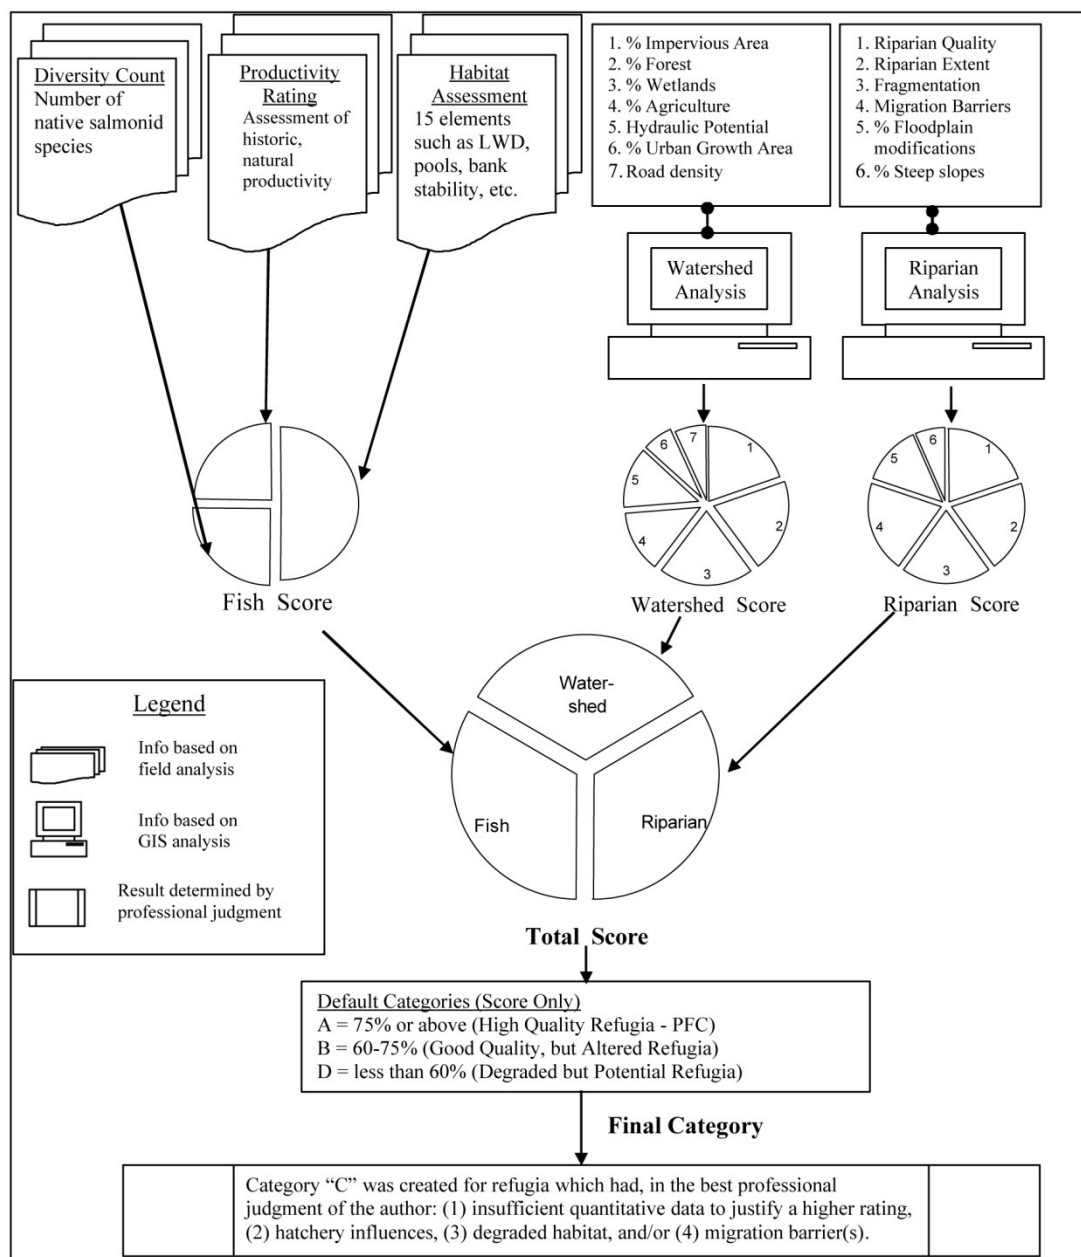 Diversity Count
Number of
native salmonid
species
Productivity
Rating
Assessment of
historic,
natural
productivity
Habitat
Assessment
15 elements
such as LWD,
pools, bank
stability, etc.
1. % Impervious Area
2. % Forest
3. % Wetlands
4. % Agriculture
5. Hydraulic Potential
6. % Urban Growth Area
7. Road density
1. Riparian Quality
2. Riparian Extent
3. Fragmentation
4. Migration Barriers
5. % Floodplain
modifications
6. % Steep slopes
Watershed
Analysis
Riparian
Analysis
1
2
3
4
5
6
7
1
2
3
4
5
6
Fish Score
Watershed Score
Riparian Score
Water-
shed
Fish
Riparian
Legend
Info based on
field analysis
Info based on
GIS analysis
Result determined by
professional judgment
Total Score
Default Categories (Score Only)
A = 75% or above (High Quality Refugia - PFC)
B = 60-75% (Good Quality, but Altered Refugia)
D = less than 60% (Degraded but Potential Refugia)
Final Category
Category “C” was created for refugia which had, in the best professional
judgment of the author: (1) insufficient quantitative data to justify a higher rating,
(2) hatchery influences, (3) degraded habitat, and/or (4) migration barrier(s).